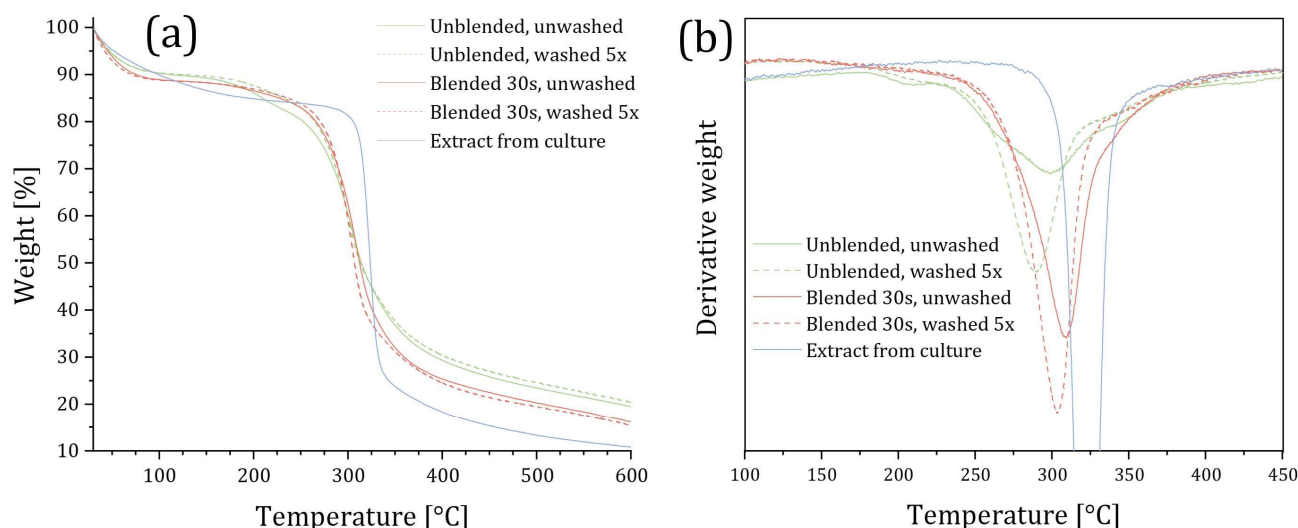 (a)
Unblended, unwashed
Unblended, washed 5x
Blended 30s, unwashed
Blended 30s, washed 5x
Extract from culture
Weight [%]
100
90
80
70
60
50
40
30
20
10
100
200
300
400
500
600
Temperature [°C]
(b)
Derivative weight
Unblended, unwashed
Unblended, washed 5x
Blended 30s, unwashed
Blended 30s, washed 5x
Extract from culture
100
150
200
250
300
350
400
450
Temperature [°C]